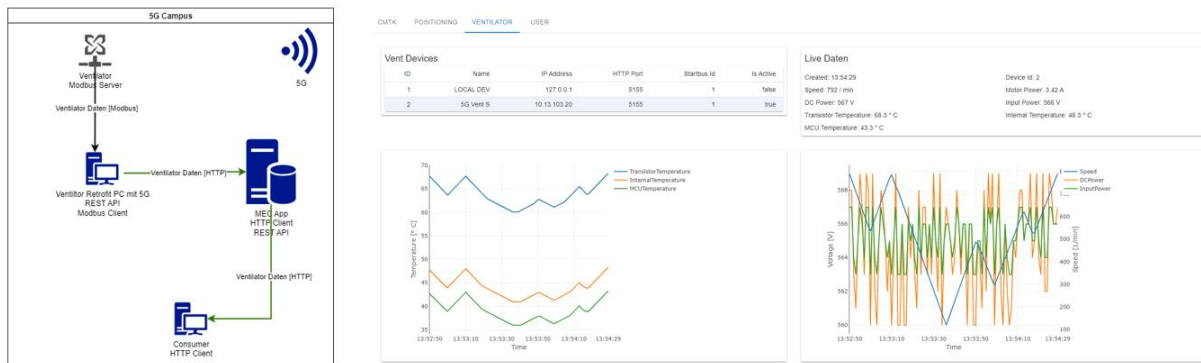 5G Campus
Ventilator
Modbus Server
5G
Ventilator Daten [Modbus]
Ventilator Daten [HTTP]
Ventiltor Retrofit PC mit 5G
REST API
Modbus Client
MEC App
HTTP Client
REST API
Ventilator Daten [HTTP]
Consumer
HTTP Client
CMTK POSITIONING VENTILATOR USER
Vent Devices
ID Name IP Address HTTP Port Startbus Id Is Active
1 LOCAL DEV 127.0.0.1 5155 1 false
2 5G Vent S 10.13.103.20 5155 1 true
Live Daten
Created: 13:54:29 Device Id: 2
Speed: 792 / min Motor Power: 3.42 A
DC Power: 567 V Input Power: 566 V
Transistor Temperature: 68.3 ° C Internal Temperature: 48.3 ° C
MCU Temperature: 43.3 ° C
TransistorTemperature
InternalTemperature
MCUTemperature
Temperature [° C]
70
65
60
55
50
45
40
35
13:52:50 13:53:10 13:53:30 13:53:50 13:54:10 13:54:29
Time
Speed
DCPower
InputPower
Voltage [V]
568
566
564
562
560
600
500
400
300
200
100
Speed [1/min]
13:52:50 13:53:10 13:53:30 13:53:50 13:54:10 13:54:29
Time